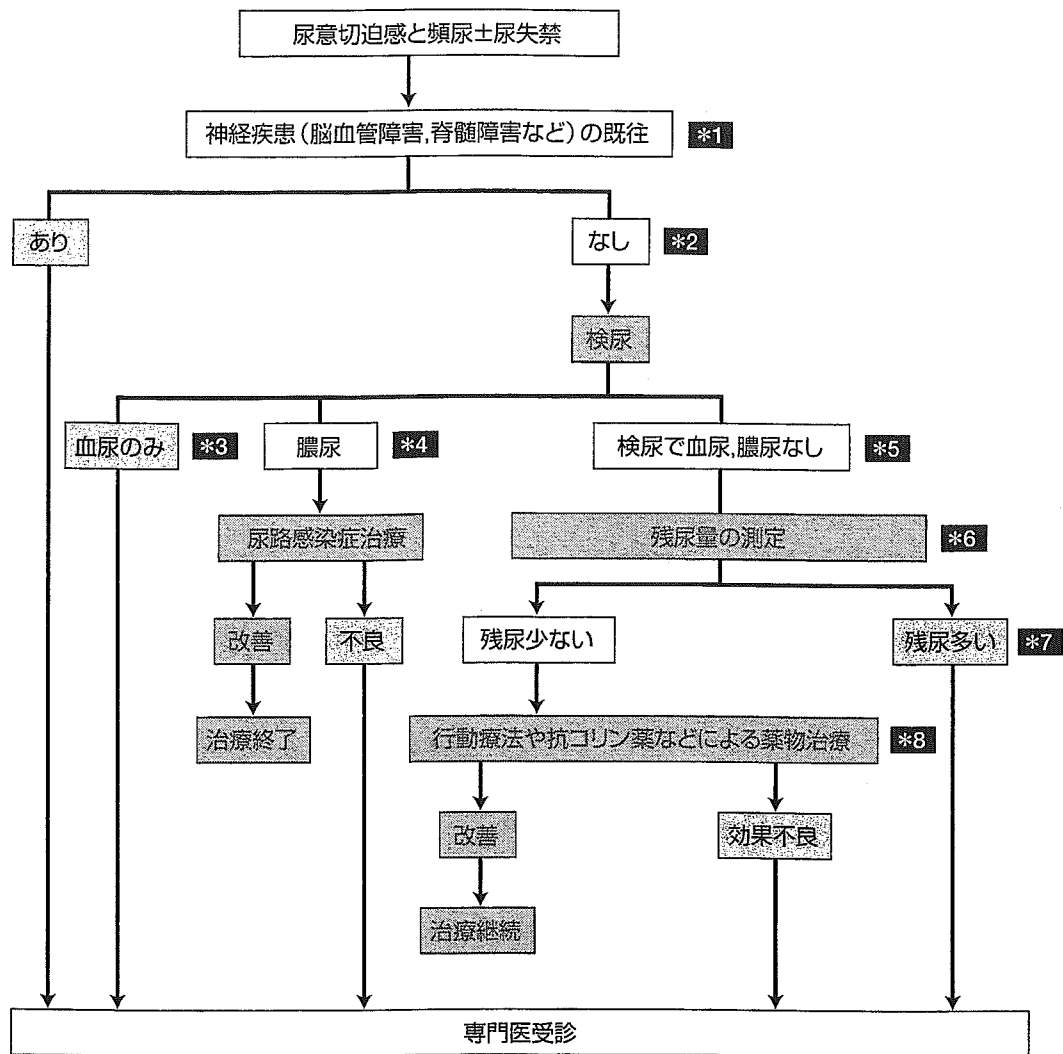 尿意切迫感と頻尿±尿失禁
神経疾患（脳血管障害,脊髄障害など）の既往 *1
あり
なし *2
検尿
血尿のみ *3
膿尿 *4
検尿で血尿,膿尿なし *5
尿路感染症治療
残尿量の測定 *6
改善
不良
残尿少ない
残尿多い *7
治療終了
行動療法や抗コリン薬などによる薬物治療 *8
改善
効果不良
治療継続
専門医受診